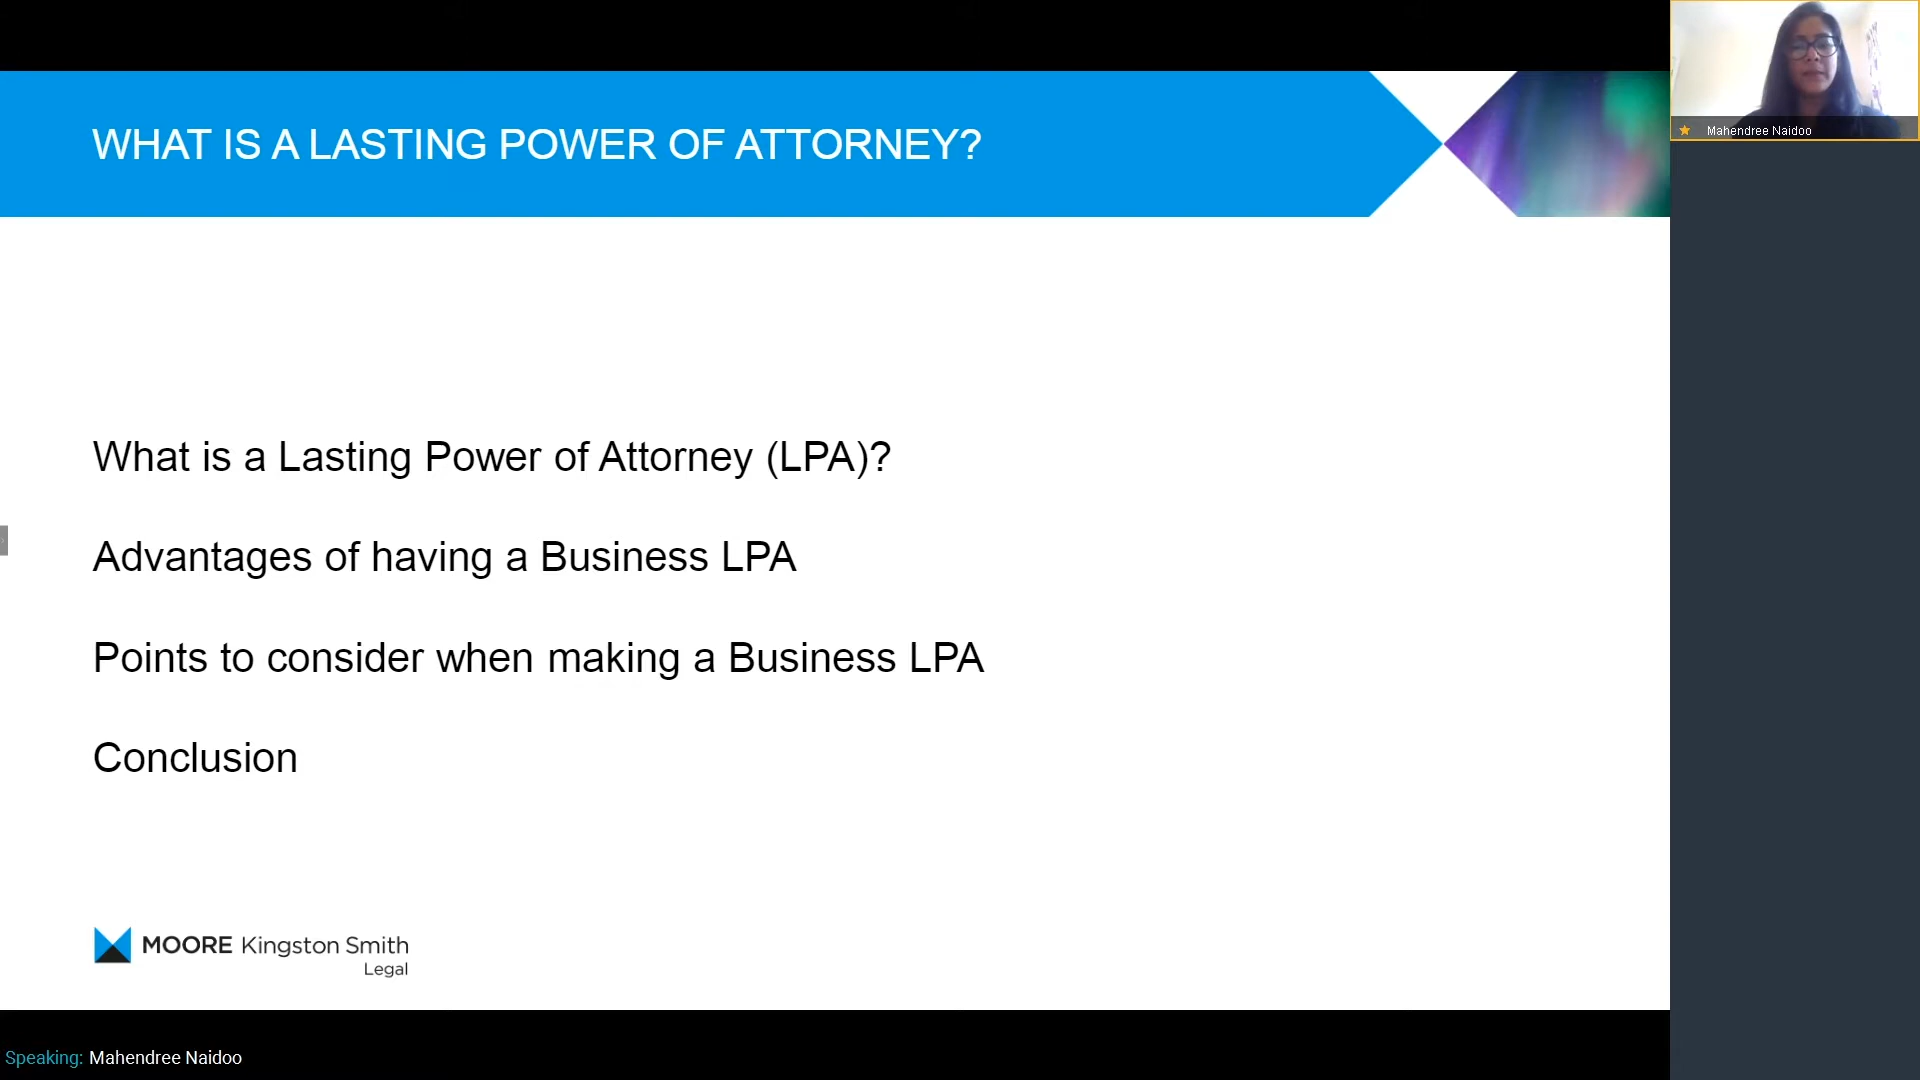 WHAT IS A LASTING POWER OF ATTORNEY?
Mahendree Naidoo
What is a Lasting Power of Attorney (LPA)?
Advantages of having a Business LPA
Points to consider when making a Business LPA
Conclusion
MOORE Kingston Smith
Legal
Speaking: Mahendree Naidoo